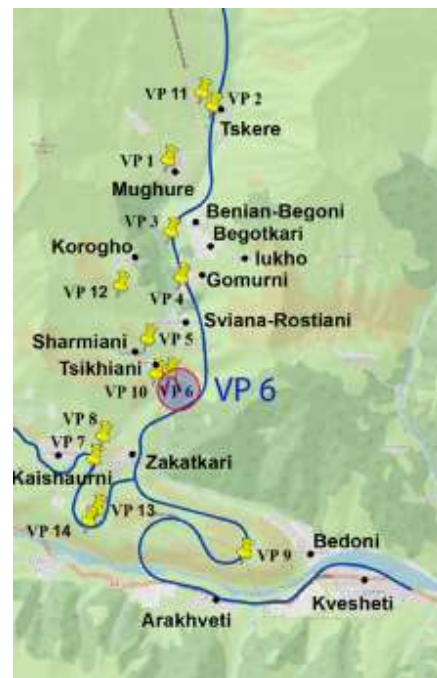 VP 11
VP 2
Tskere
VP 1
Mughure
VP 3
Benian-Begoni
Begotkari
Korogho
Iukho
VP 12
VP 4
Gomurni
Sviana-Rostiani
VP 5
Sharmiani
Tsikhiani
VP 10
VP 6
VP 6
VP 8
VP 7
Kaishaurni
Zakatkari
VP 13
VP 14
VP 9
Bedoni
Kvesheti
Arakhveti